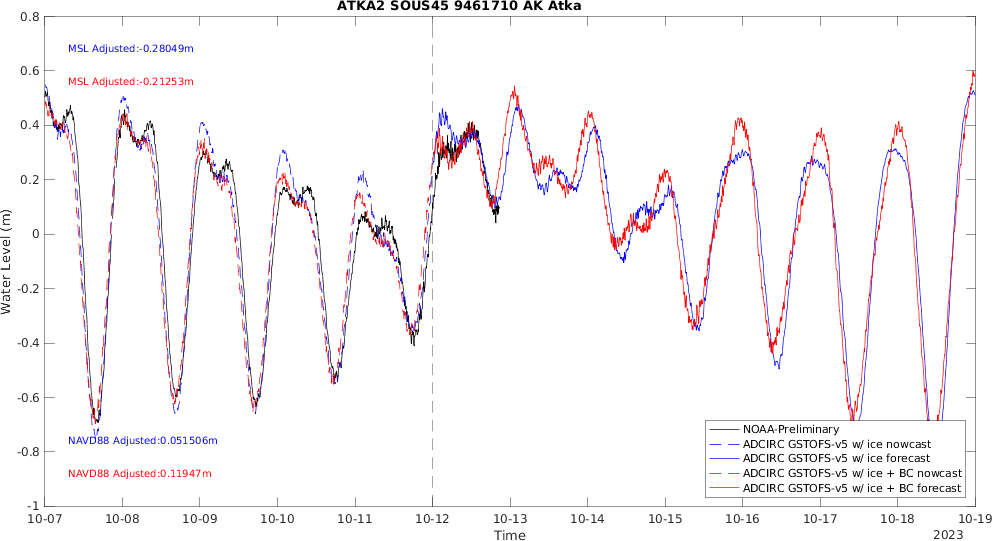 ATKA2 SOUS45 9461710 AK Atka
MSL Adjusted:-0.28049m
MSL Adjusted:-0.21253m
NAVD88 Adjusted:0.051506m
NAVD88 Adjusted:0.11947m
Water Level (m)
0.8
0.6
0.4
0.2
0
-0.2
-0.4
-0.6
-0.8
-1
NOAA-Preliminary
ADCIRC GSTOFS-v5 w/ ice nowcast
ADCIRC GSTOFS-v5 w/ ice forecast
ADCIRC GSTOFS-v5 w/ ice + BC nowcast
ADCIRC GSTOFS-v5 w/ ice + BC forecast
10-07 10-08 10-09 10-10 10-11 10-12 10-13 10-14 10-15 10-16 10-17 10-18 10-19
Time
2023